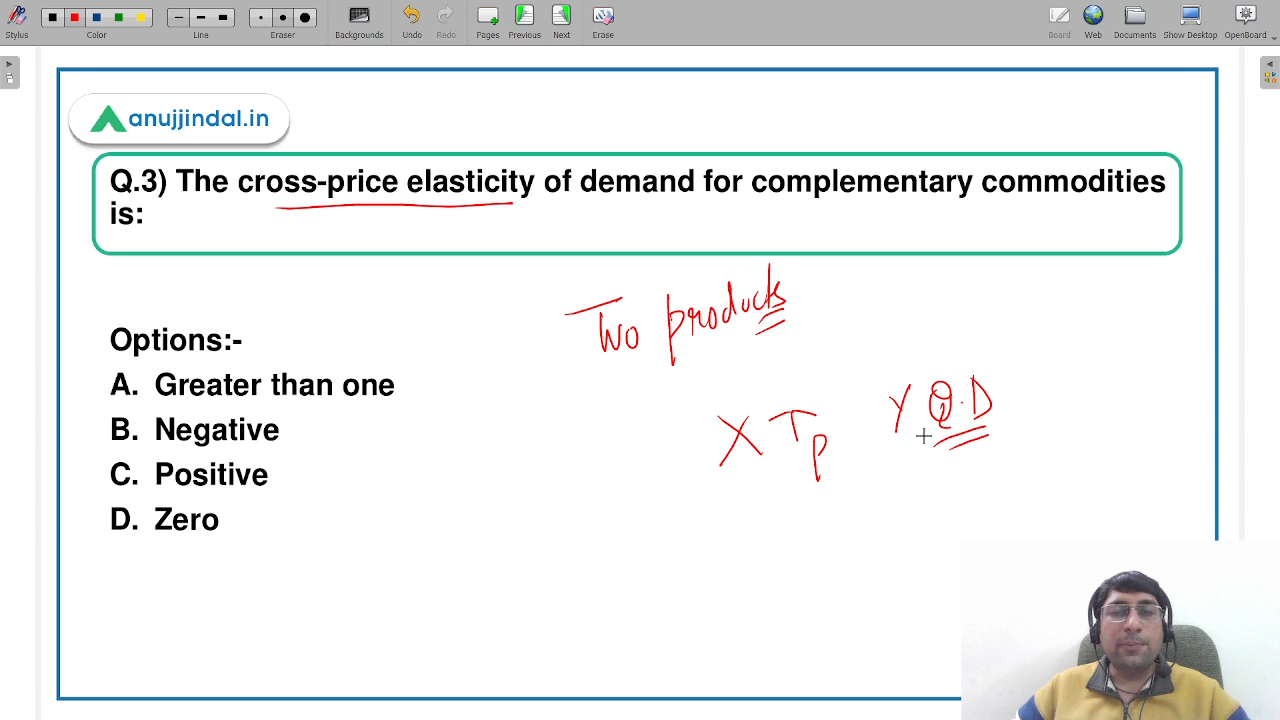 Stylus
Color
Line
Eraser
Backgrounds
Undo
Redo
Pages
Previous
Next
Erase
Board
Web
Documents
Show Desktop
OpenBoard
anujjindal.in
Q.3) The cross-price elasticity of demand for complementary commodities
is:
Two products
Options:-
A. Greater than one
B. Negative
C. Positive
D. Zero
X T p
Y Q.D